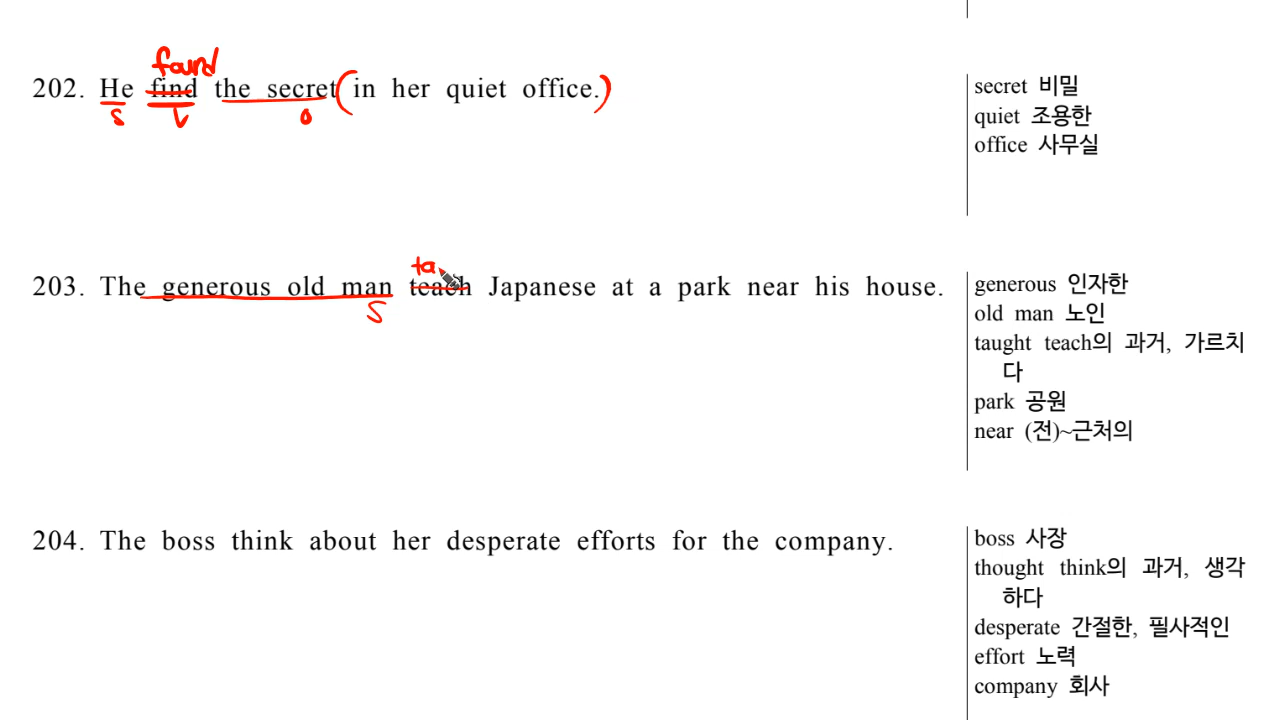 found
202. He find the secret ( in her quiet office. )
S V O
secret 비밀
quiet 조용한
office 사무실
ta
203. The generous old man teach Japanese at a park near his house.
S
generous 인자한
old man 노인
taught teach의 과거, 가르치
다
park 공원
near (전)~근처의
204. The boss think about her desperate efforts for the company.
boss 사장
thought think의 과거, 생각
하다
desperate 간절한, 필사적인
effort 노력
company 회사